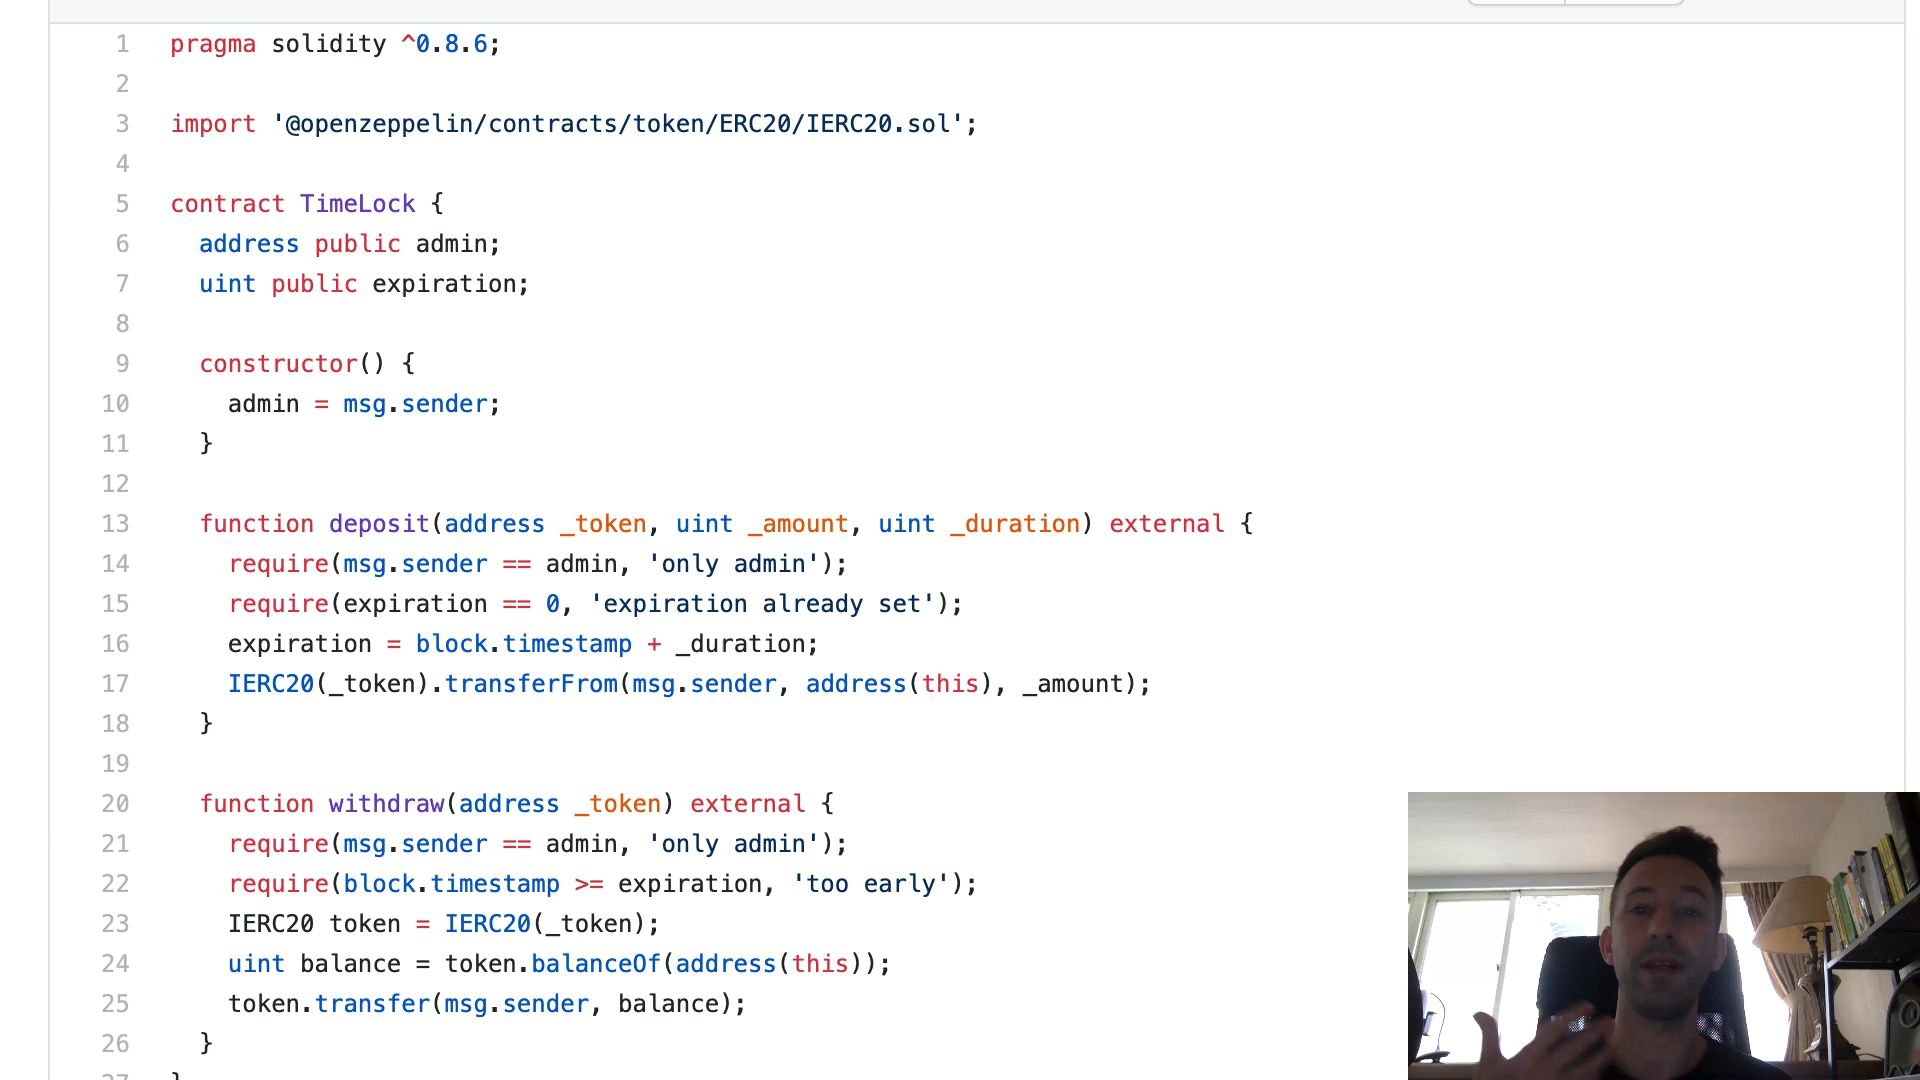 1 pragma solidity ^0.8.6;
2
3 import '@openzeppelin/contracts/token/ERC20/IERC20.sol';
4
5 contract TimeLock {
6 address public admin;
7 uint public expiration;
8
9 constructor() {
10 admin = msg.sender;
11 }
12
13 function deposit(address _token, uint _amount, uint _duration) external {
14 require(msg.sender == admin, 'only admin');
15 require(expiration == 0, 'expiration already set');
16 expiration = block.timestamp + _duration;
17 IERC20(_token).transferFrom(msg.sender, address(this), _amount);
18 }
19
20 function withdraw(address _token) external {
21 require(msg.sender == admin, 'only admin');
22 require(block.timestamp >= expiration, 'too early');
23 IERC20 token = IERC20(_token);
24 uint balance = token.balanceOf(address(this));
25 token.transfer(msg.sender, balance);
26 }